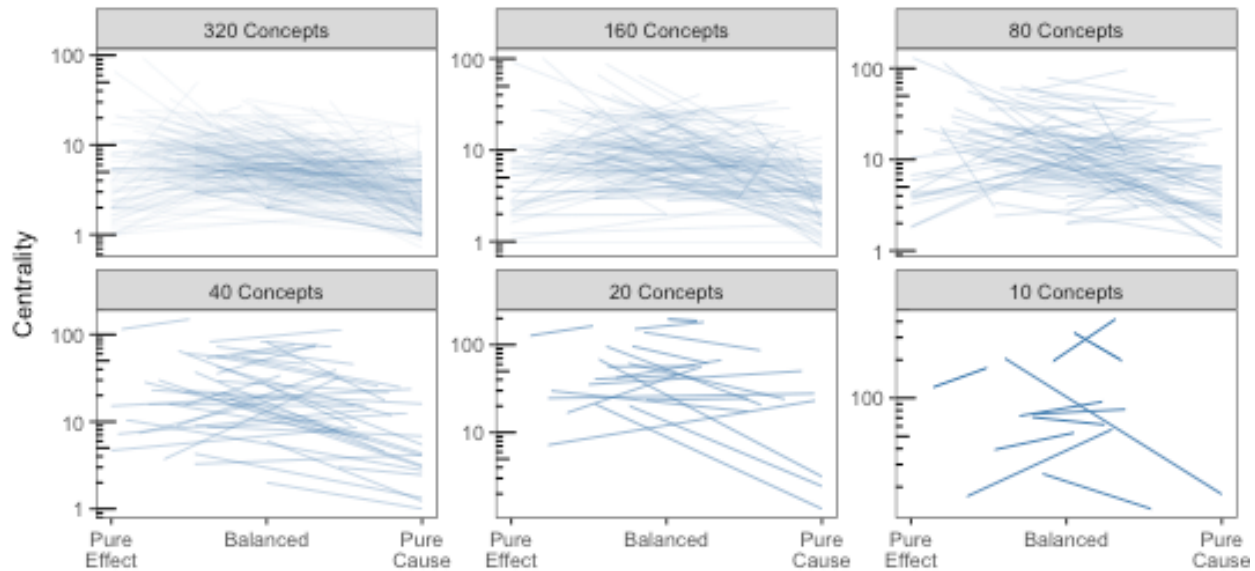 320 Concepts
160 Concepts
80 Concepts
100
10
1
100
10
1
100
10
1
Centrality
40 Concepts
20 Concepts
10 Concepts
100
10
1
100
10
100
Pure
Effect
Balanced
Pure
Cause
Pure
Effect
Balanced
Pure
Cause
Pure
Effect
Balanced
Pure
Cause